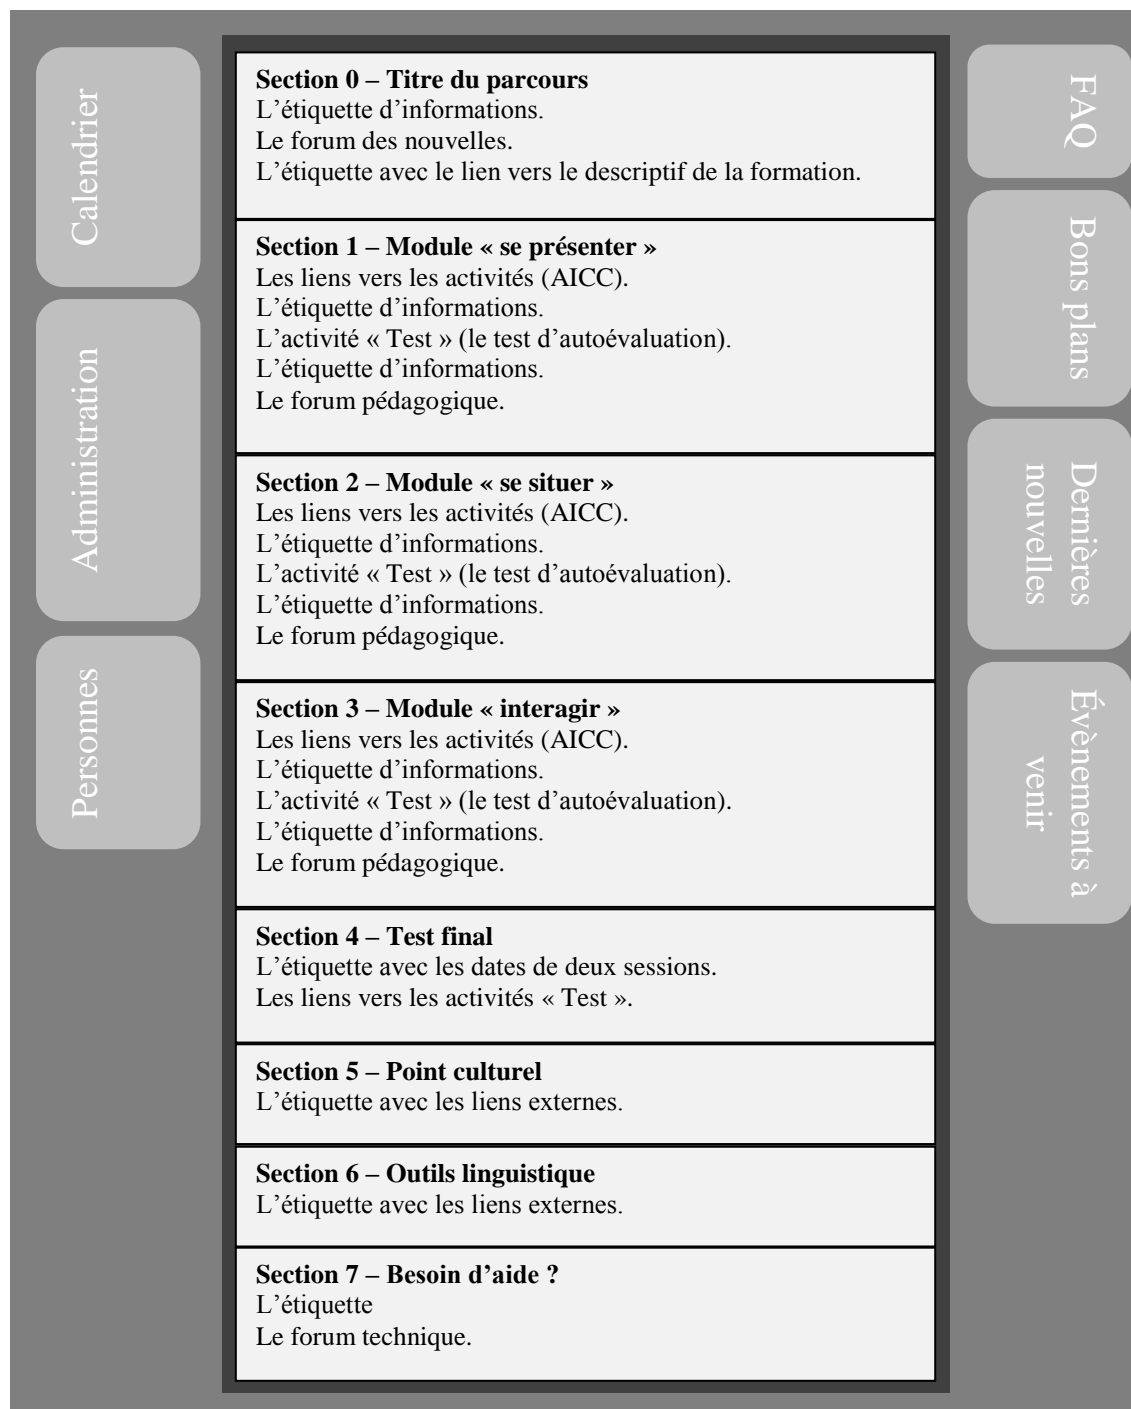 Calendrier
Administration
Personnes
Section 0 – Titre du parcours
L’étiquette d’informations.
Le forum des nouvelles.
L’étiquette avec le lien vers le descriptif de la formation.
Section 1 – Module « se présenter »
Les liens vers les activités (AICC).
L’étiquette d’informations.
L’activité « Test » (le test d’autoévaluation).
L’étiquette d’informations.
Le forum pédagogique.
Section 2 – Module « se situer »
Les liens vers les activités (AICC).
L’étiquette d’informations.
L’activité « Test » (le test d’autoévaluation).
L’étiquette d’informations.
Le forum pédagogique.
Section 3 – Module « interagir »
Les liens vers les activités (AICC).
L’étiquette d’informations.
L’activité « Test » (le test d’autoévaluation).
L’étiquette d’informations.
Le forum pédagogique.
Section 4 – Test final
L’étiquette avec les dates de deux sessions.
Les liens vers les activités « Test ».
Section 5 – Point culturel
L’étiquette avec les liens externes.
Section 6 – Outils linguistique
L’étiquette avec les liens externes.
Section 7 – Besoin d’aide ?
L’étiquette
Le forum technique.
FAQ
Bons plans
Dernières
nouvelles
Évènements à
venir